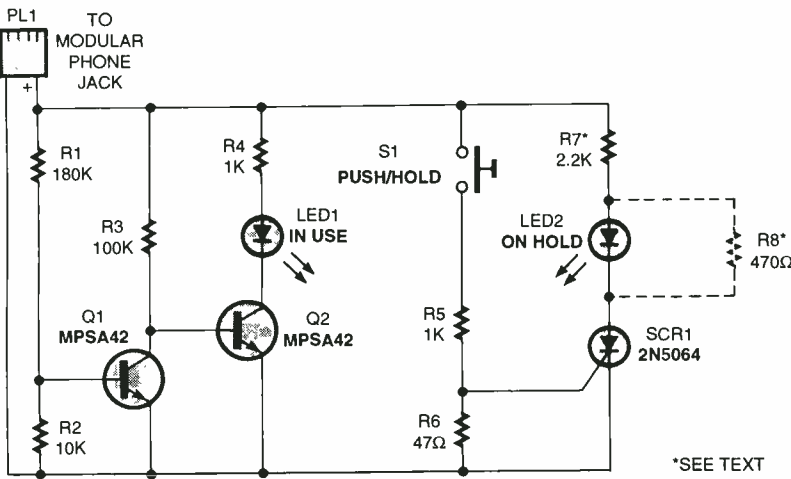 PL1
TO
MODULAR
PHONE
JACK
+
R1
180K
R3
100K
R4
1K
LED1
IN USE
S1
PUSH/HOLD
R7*
2.2K
LED2
ON HOLD
R8*
470Ω
Q1
MPSA42
Q2
MPSA42
R5
1K
SCR1
2N5064
R2
10K
R6
47Ω
*SEE TEXT